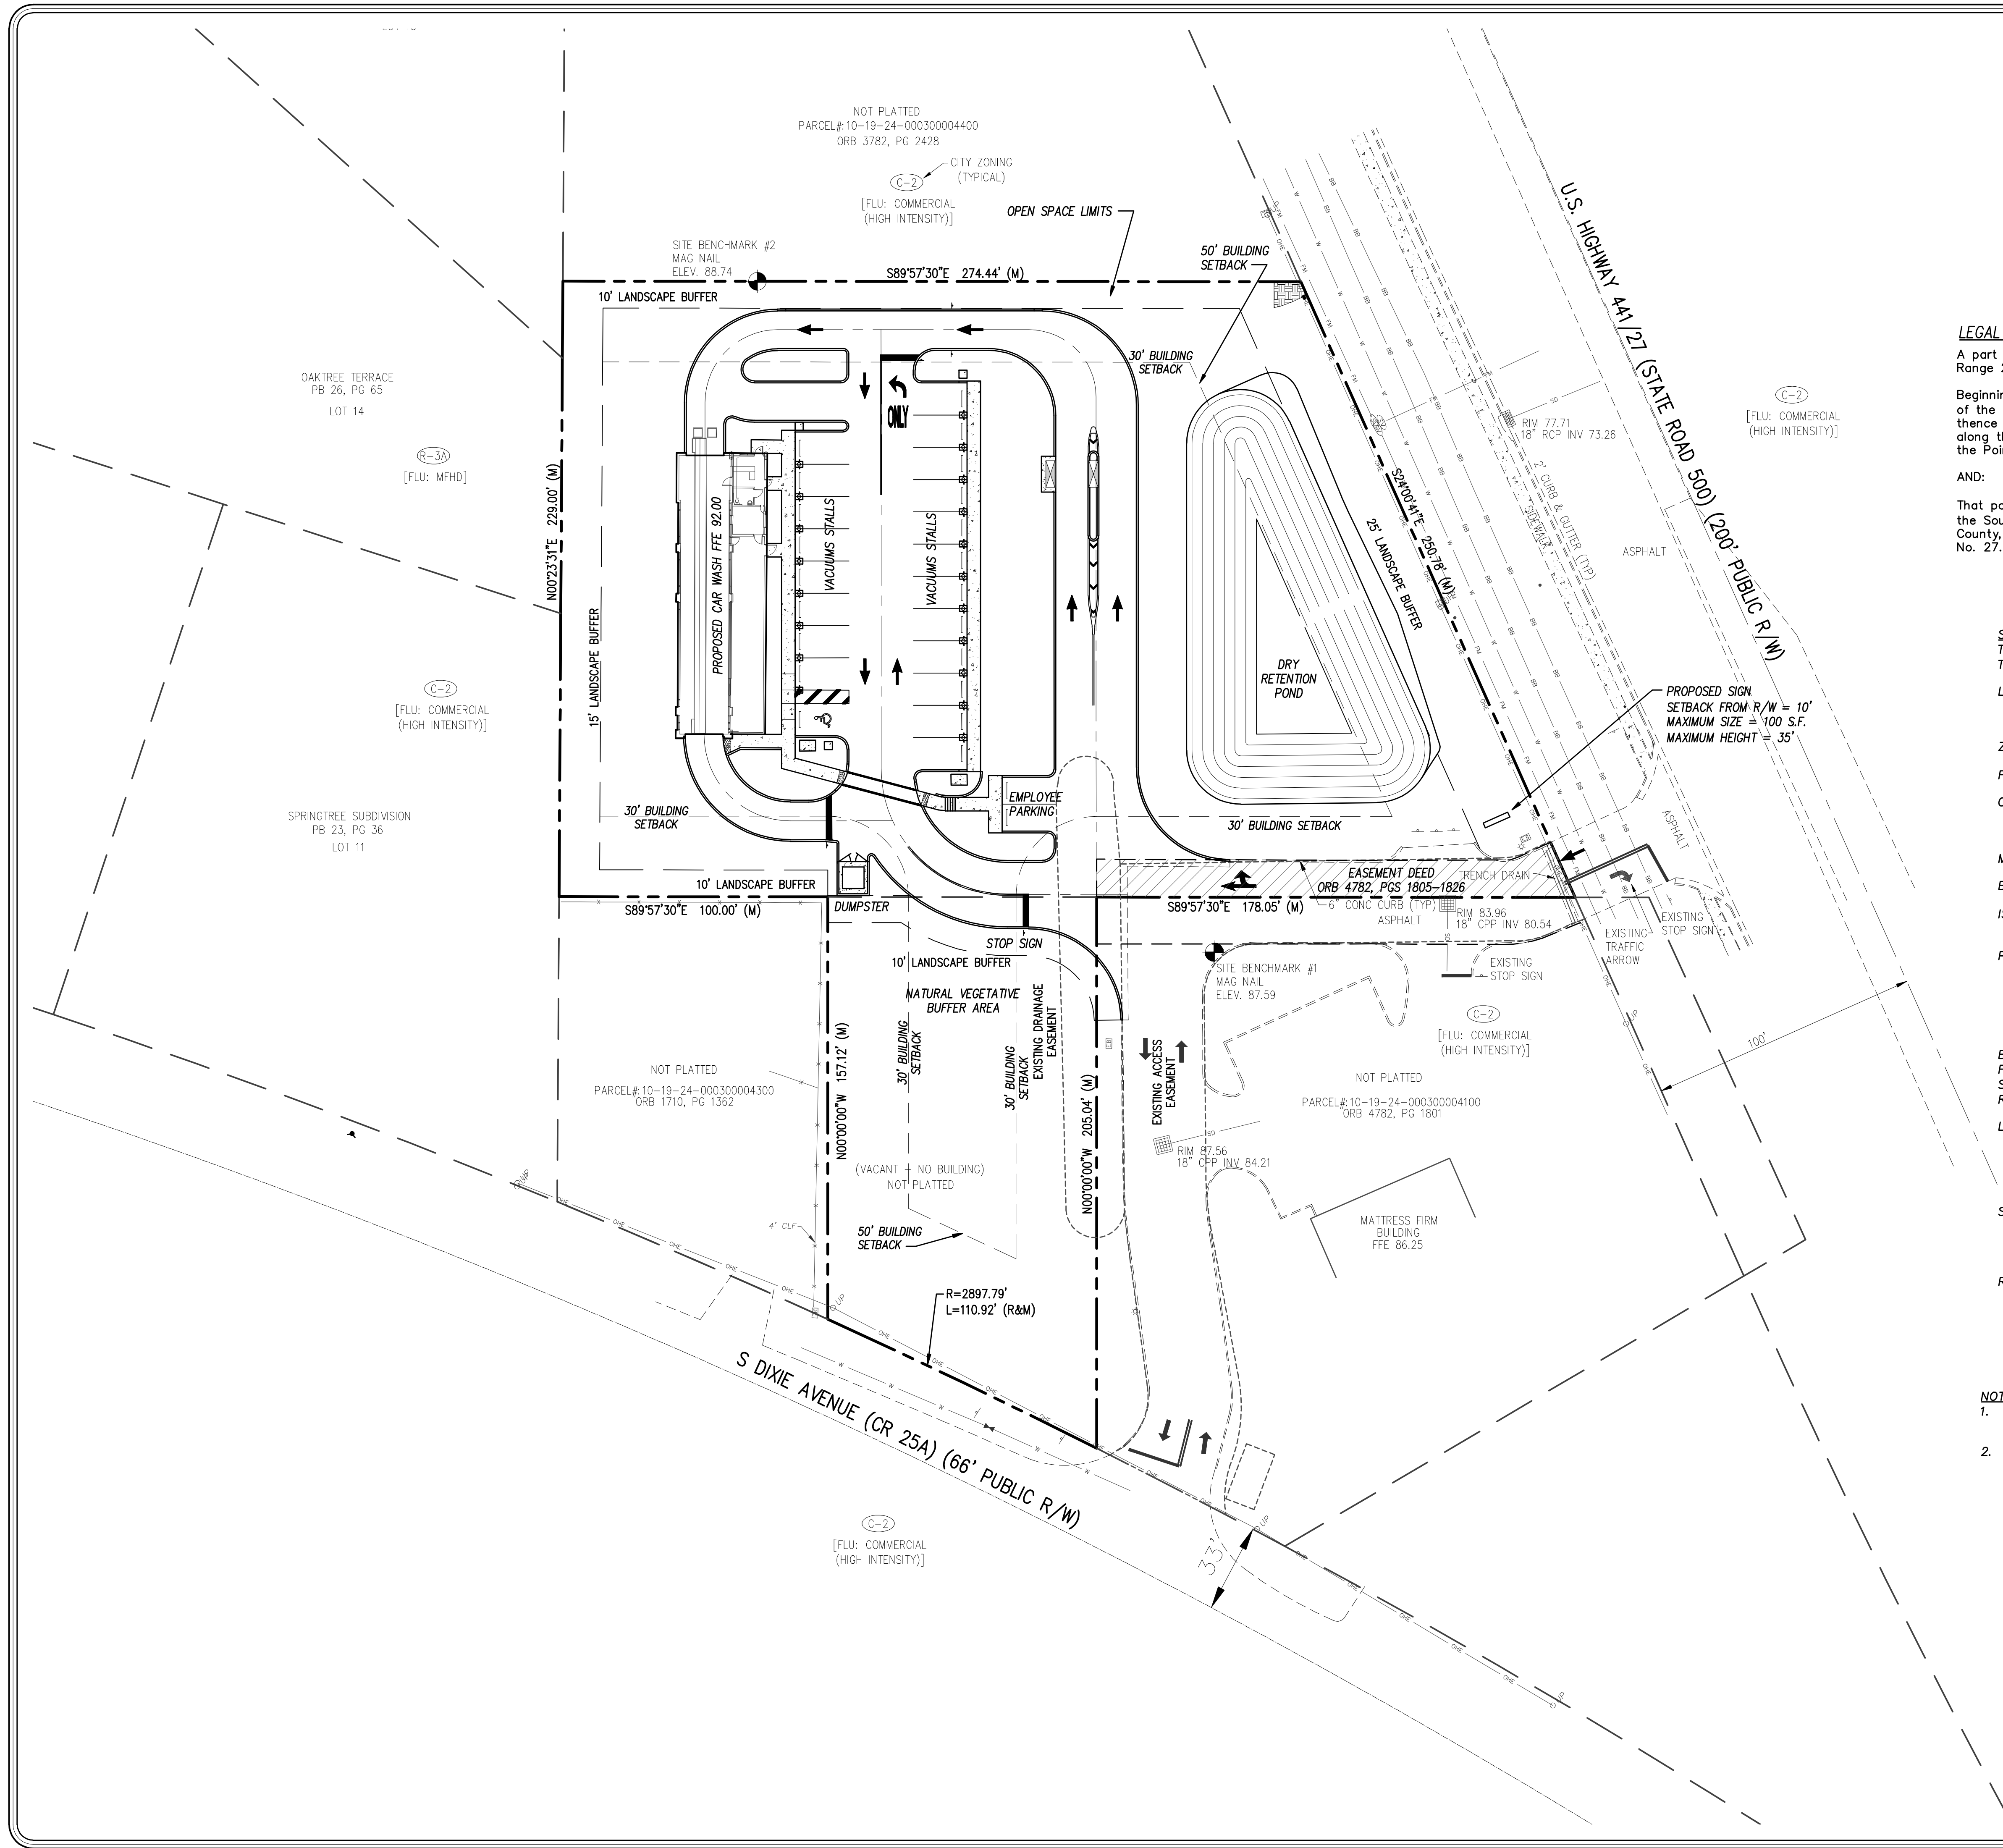 NOT PLATTED
PARCEL#:10-19-24-000300004400
ORB 3782, PG 2428
CITY ZONING
(TYPICAL)
C-2
[FLU: COMMERCIAL
(HIGH INTENSITY)]
OPEN SPACE LIMITS
SITE BENCHMARK #2
MAG NAIL
ELEV. 88.74
S89°57'30"E 274.44' (M)
50' BUILDING
SETBACK
10' LANDSCAPE BUFFER
30' BUILDING
SETBACK
U.S. HIGHWAY 441/27 (STATE ROAD 500) (200' PUBLIC R/W)
OAKTREE TERRACE
PB 26, PG 65
LOT 14
R-3A
[FLU: MFHD]
N00°23'31"E 229.00' (M)
15' LANDSCAPE BUFFER
PROPOSED CAR WASH FFE 92.00
VACUUMS STALLS
VACUUMS STALLS
ONLY
S24°00'41"E 250.78' (M)
25' LANDSCAPE BUFFER
RIM 77.71
18" RCP INV 73.26
2' CURB & GUTTER (TYP)
SIDEWALK
ASPHALT
C-2
[FLU: COMMERCIAL
(HIGH INTENSITY)]
DRY
RETENTION
POND
PROPOSED SIGN
SETBACK FROM R/W = 10'
MAXIMUM SIZE = 100 S.F.
MAXIMUM HEIGHT = 35'
C-2
[FLU: COMMERCIAL
(HIGH INTENSITY)]
SPRINGTREE SUBDIVISION
PB 23, PG 36
LOT 11
30' BUILDING
SETBACK
EMPLOYEE
PARKING
30' BUILDING SETBACK
ASPHALT
10' LANDSCAPE BUFFER
S89°57'30"E 100.00' (M)
DUMPSTER
EASEMENT DEED
ORB 4782, PGS 1805-1826
TRENCH DRAIN
S89°57'30"E 178.05' (M)
6" CONC CURB (TYP)
ASPHALT
RIM 83.96
18" CPP INV 80.54
EXISTING
STOP SIGN
EXISTING
TRAFFIC
ARROW
EXISTING
STOP SIGN
STOP SIGN
10' LANDSCAPE BUFFER
SITE BENCHMARK #1
MAG NAIL
ELEV. 87.59
NATURAL VEGETATIVE
BUFFER AREA
30' BUILDING
SETBACK
30' BUILDING
SETBACK
EXISTING DRAINAGE
EASEMENT
EXISTING ACCESS
EASEMENT
C-2
[FLU: COMMERCIAL
(HIGH INTENSITY)]
100'
UP
NOT PLATTED
PARCEL#:10-19-24-000300004300
ORB 1710, PG 1362
N00°00'00"W 157.12' (M)
N00°00'00"W 205.04' (M)
NOT PLATTED
PARCEL#:10-19-24-000300004100
ORB 4782, PG 1801
RIM 87.56
18" CPP INV 84.21
SD
(VACANT - NO BUILDING)
NOT PLATTED
4' CLF
50' BUILDING
SETBACK
MATTRESS FIRM
BUILDING
FFE 86.25
R=2897.79'
L=110.92' (R&M)
UP
S DIXIE AVENUE (CR 25A) (66' PUBLIC R/W)
C-2
[FLU: COMMERCIAL
(HIGH INTENSITY)]
33'
UP
LEGAL
A part
Range
of the
thence
AND:
County,
No. 27.
1.
2.